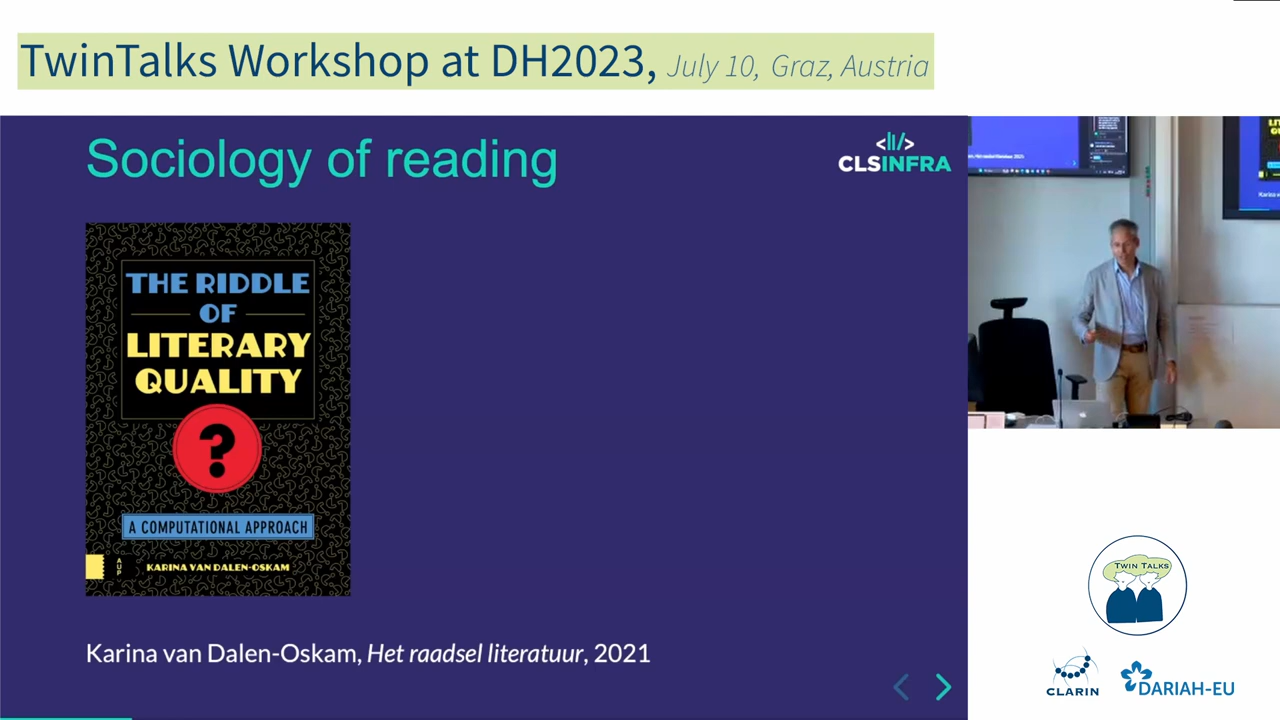 TwinTalks Workshop at DH2023, July 10, Graz, Austria
Sociology of reading
</>
CLSINFRA
THE RIDDLE
OF
LITERARY
QUALITY
?
A COMPUTATIONAL APPROACH
AUP
KARINA VAN DALEN-OSKAM
Karina van Dalen-Oskam, Het raadsel literatuur, 2021
TWIN TALKS
CLARIN
DARIAH-EU